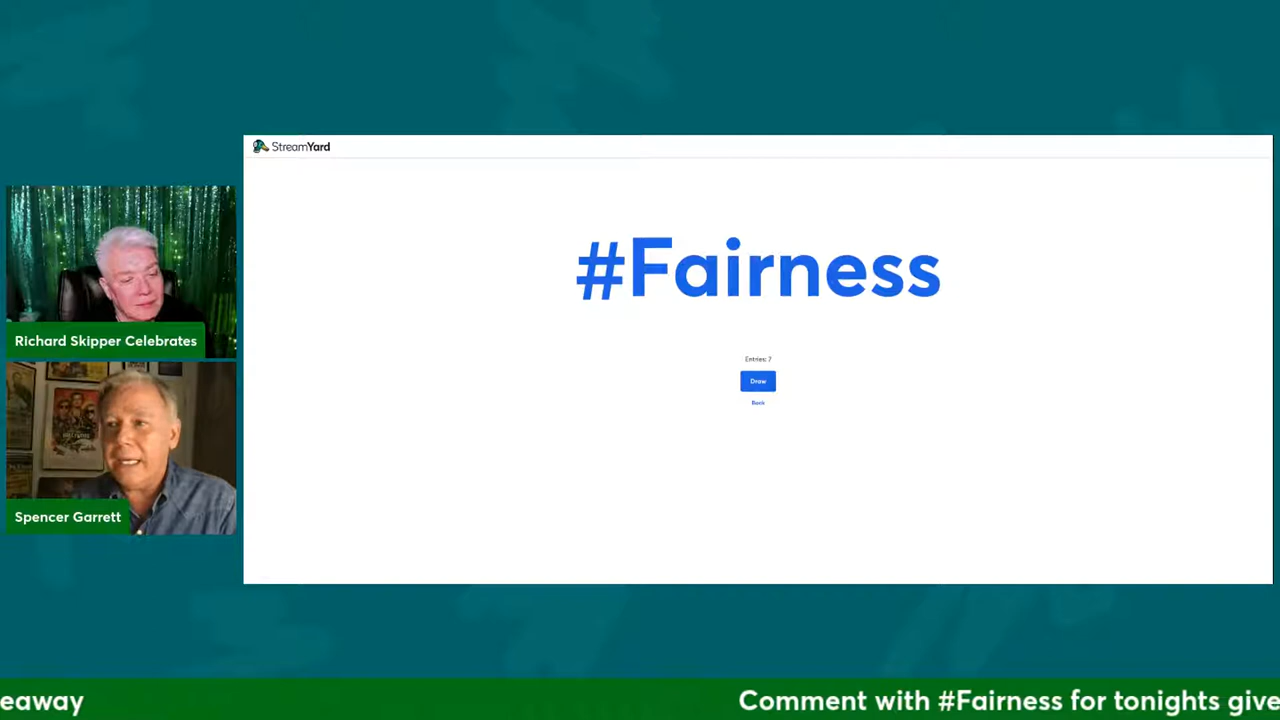 StreamYard
#Fairness
Entries: 7
Draw
Back
Richard Skipper Celebrates
Spencer Garrett
eaway
Comment with #Fairness for tonights give